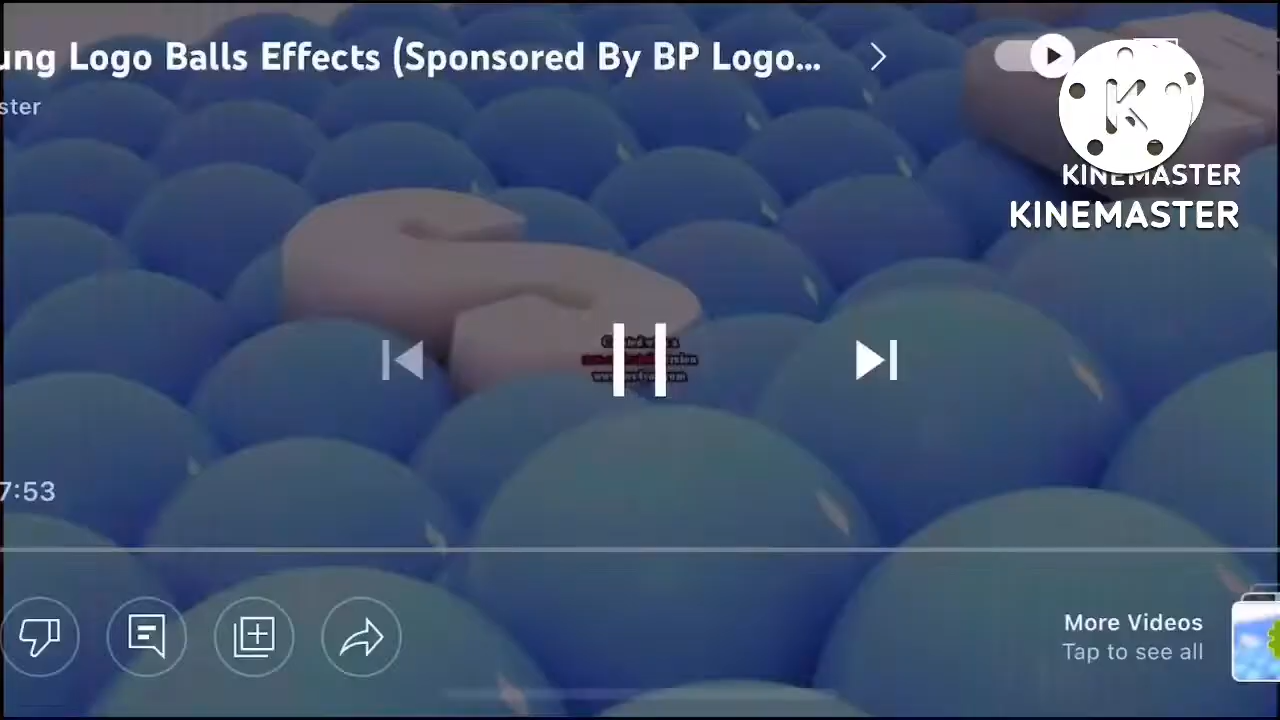 ung Logo Balls Effects (Sponsored By BP Logo...
ster
KINEMASTER
KINEMASTER
7:53
More Videos
Tap to see all